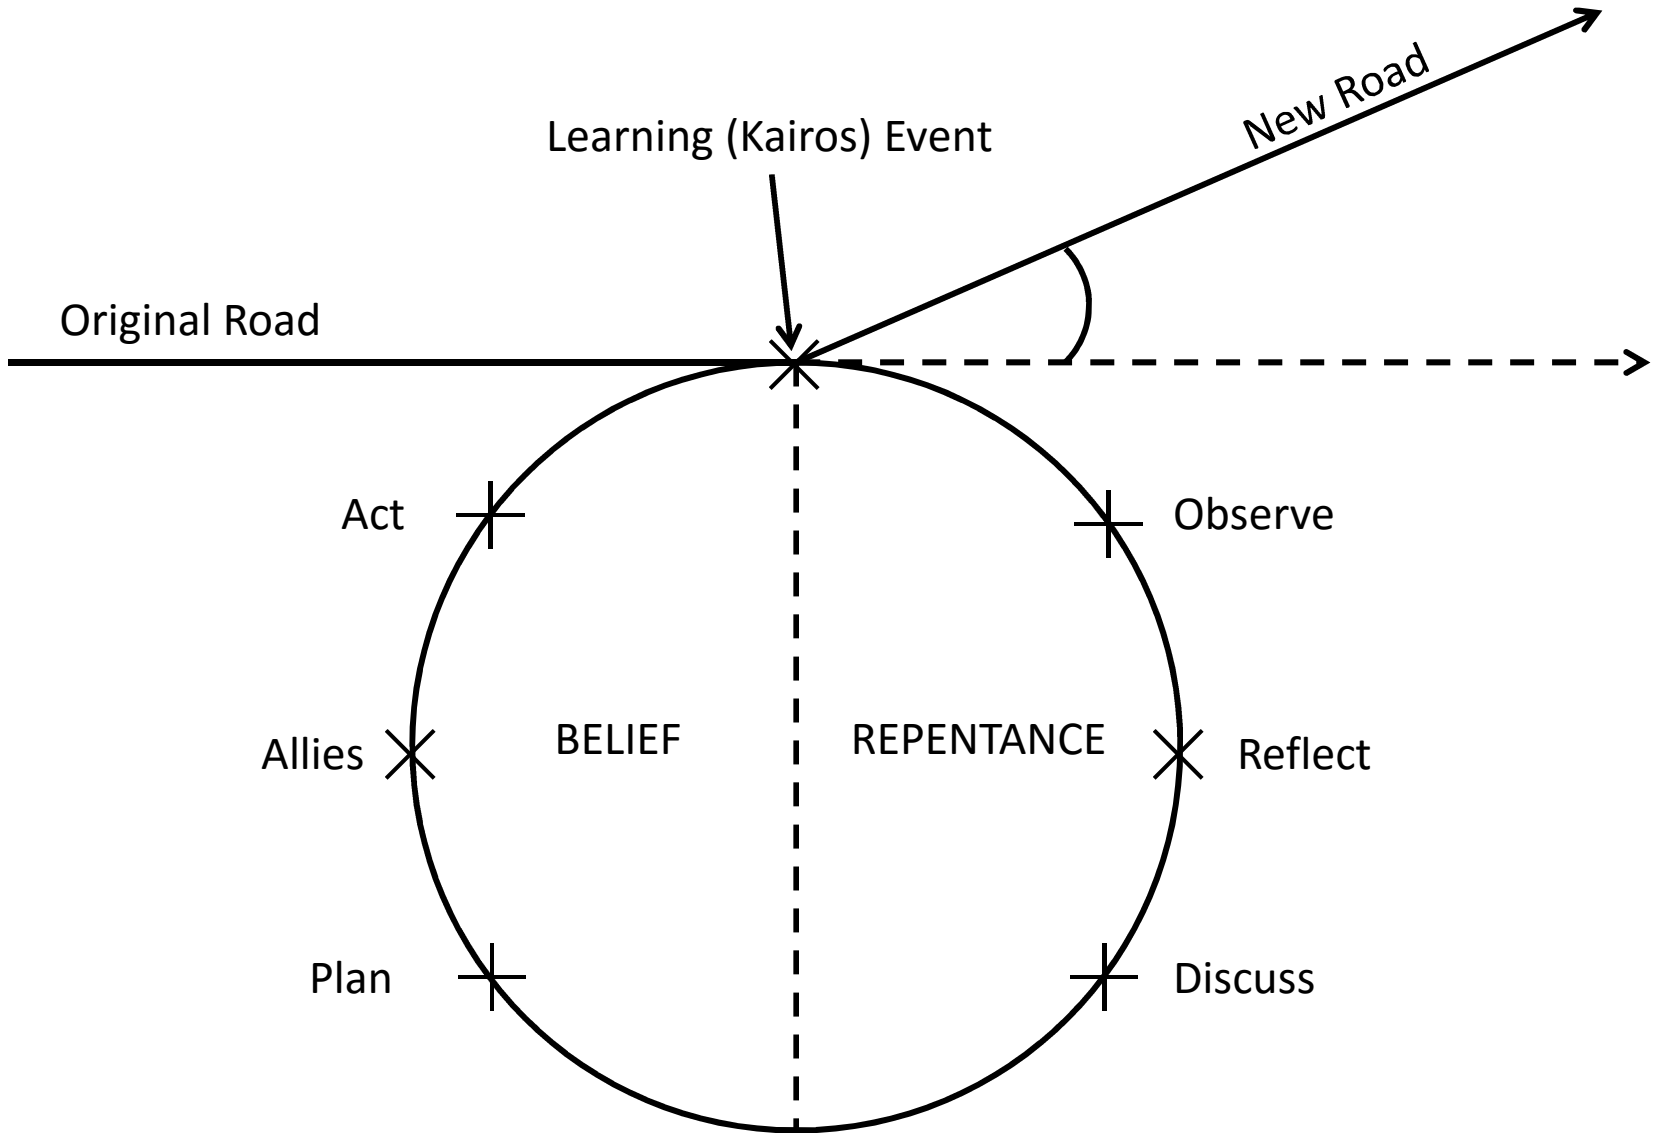 New Road
Learning (Kairos) Event
Original Road
Act
Observe
Allies
BELIEF
REPENTANCE
Reflect
Plan
Discuss